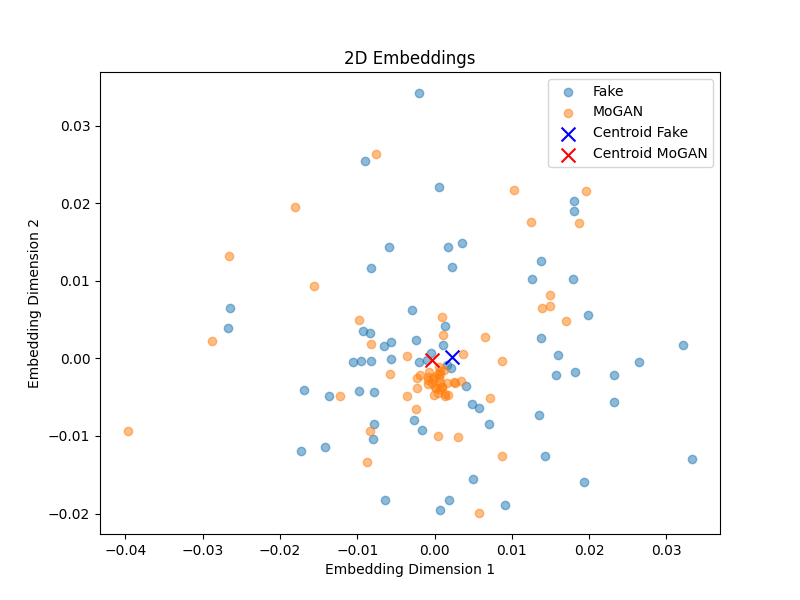 2D Embeddings
Fake
MoGAN
Centroid Fake
Centroid MoGAN
Embedding Dimension 2
0.03
0.02
0.01
0.00
−0.01
−0.02
−0.04
−0.03
−0.02
−0.01
0.00
0.01
0.02
0.03
Embedding Dimension 1